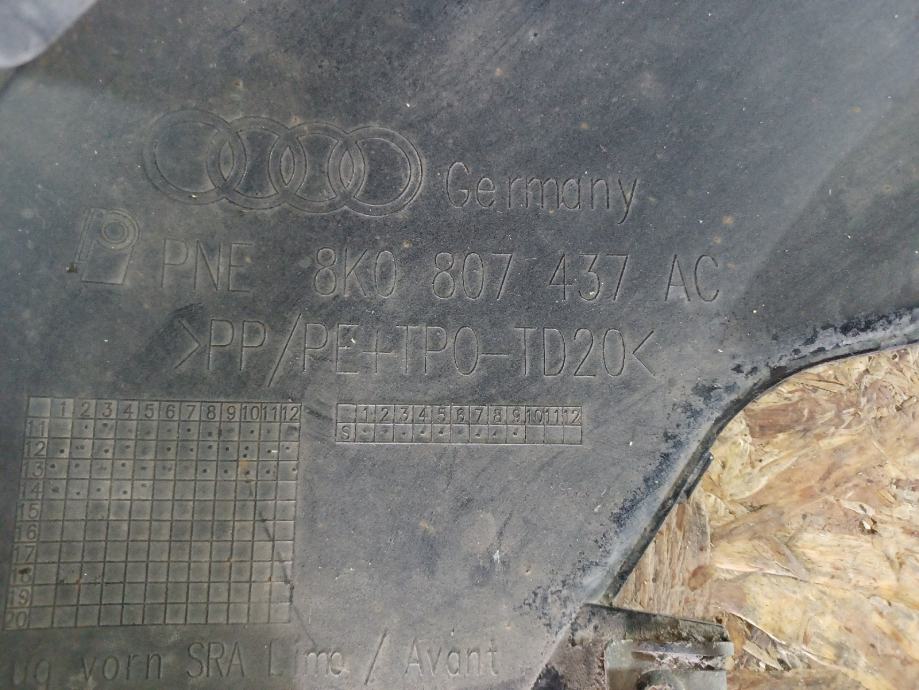 Germany
PNE 8K0 807 437 AC
>PP/PE+TPO-TD20<
1 2 3 4 5 6 7 8 9 10 11 12
11
12
13
14
15
16
17
18
19
20
1 2 3 4 5 6 7 8 9 10 11 12
S
vorn SRA Limo / Avant